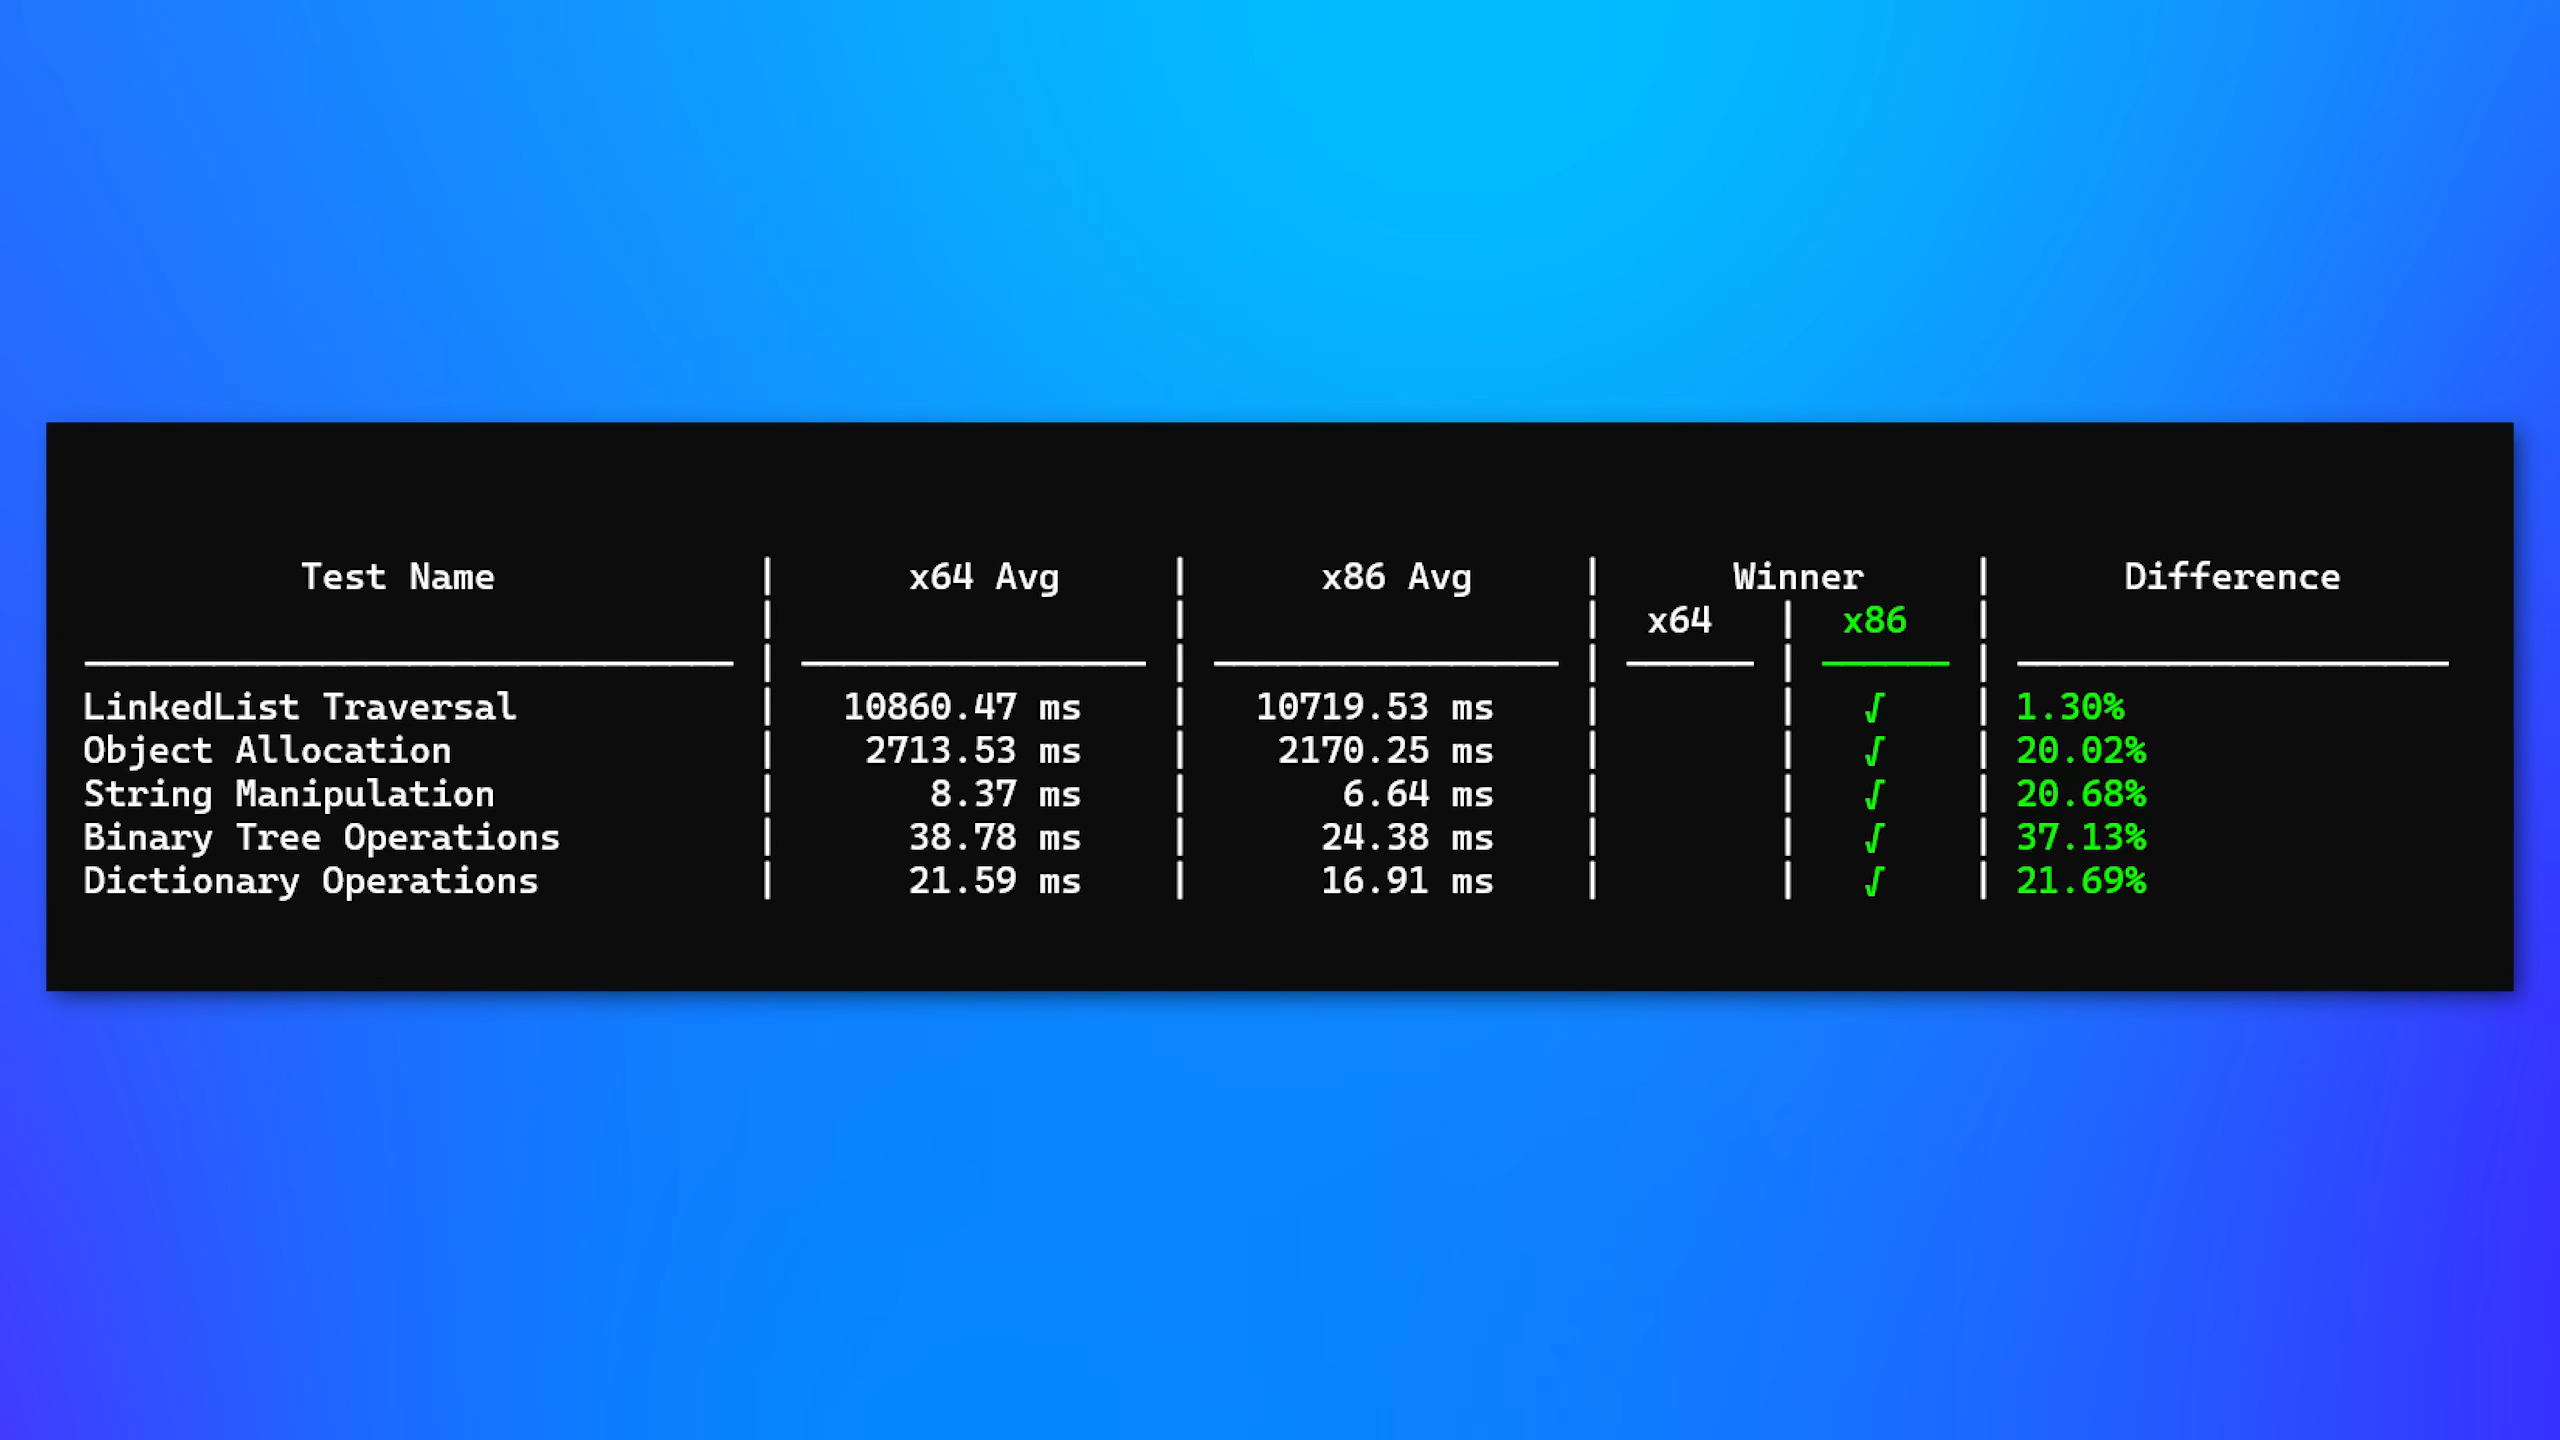 Test Name | x64 Avg | x86 Avg | Winner | Difference
| | | x64 | x86 |
LinkedList Traversal | 10860.47 ms | 10719.53 ms | | √ | 1.30%
Object Allocation | 2713.53 ms | 2170.25 ms | | √ | 20.02%
String Manipulation | 8.37 ms | 6.64 ms | | √ | 20.68%
Binary Tree Operations | 38.78 ms | 24.38 ms | | √ | 37.13%
Dictionary Operations | 21.59 ms | 16.91 ms | | √ | 21.69%